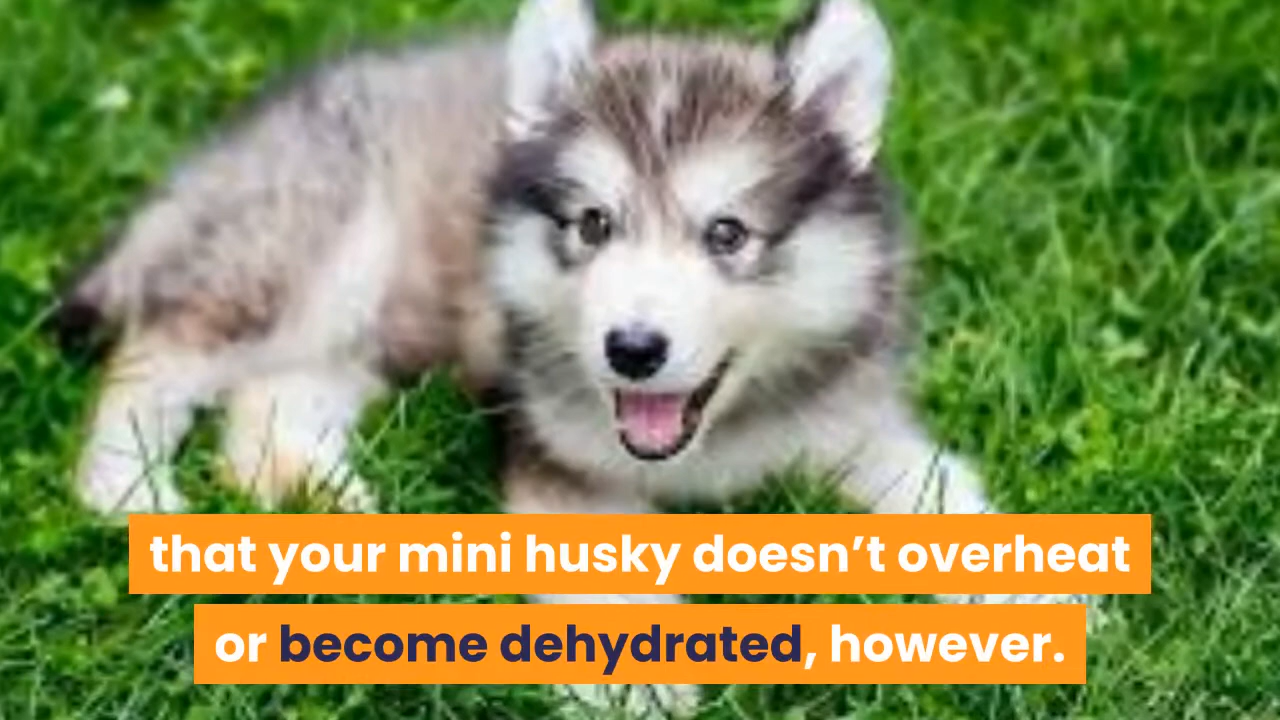 that your mini husky doesn’t overheat
or become dehydrated, however.